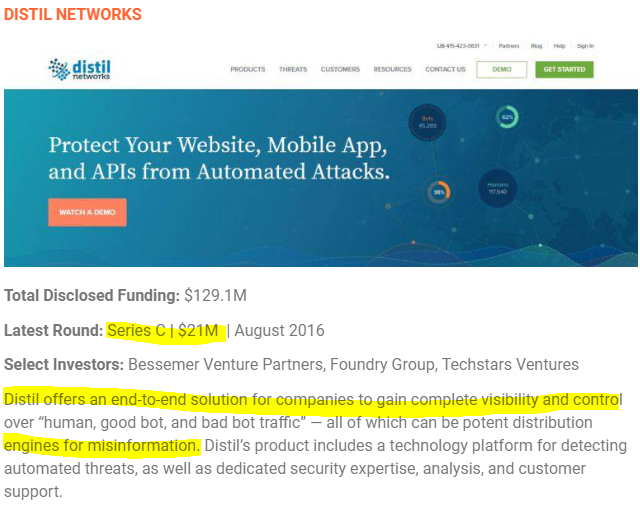 DISTIL NETWORKS
US 415-423-0831 Partners Blog Help Sign In
distil
networks
PRODUCTS THREATS CUSTOMERS RESOURCES CONTACT US DEMO GET STARTED
Protect Your Website, Mobile App,
and APIs from Automated Attacks.
WATCH A DEMO
Bots
45,289
52%
38%
Humans
117,940
Total Disclosed Funding: $129.1M
Latest Round: Series C | $21M | August 2016
Select Investors: Bessemer Venture Partners, Foundry Group, Techstars Ventures
Distil offers an end-to-end solution for companies to gain complete visibility and control
over “human, good bot, and bad bot traffic” — all of which can be potent distribution
engines for misinformation. Distil’s product includes a technology platform for detecting
automated threats, as well as dedicated security expertise, analysis, and customer
support.